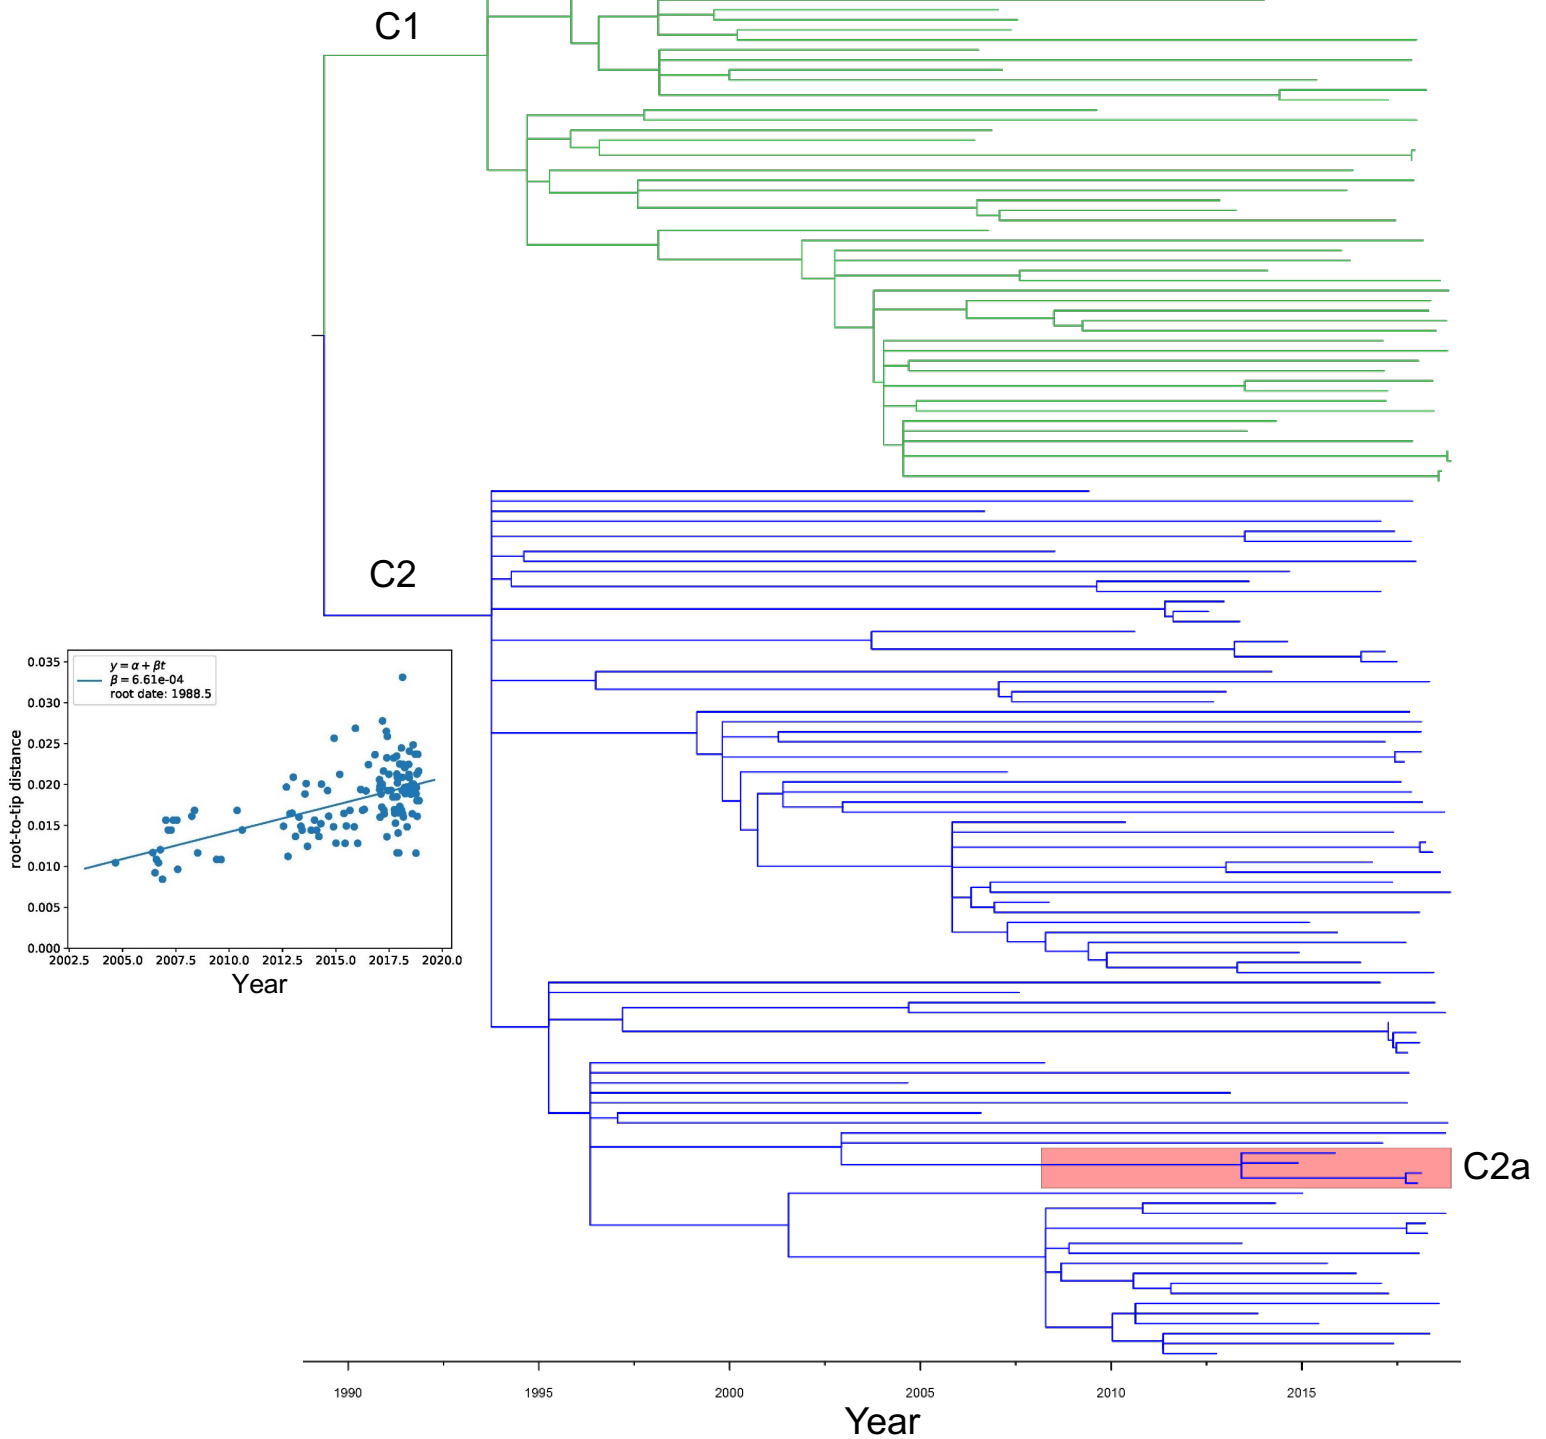 C1
C2
y = α + βt
β = 6.61e-04
root date: 1988.5
0.035
0.030
0.025
0.020
0.015
0.010
0.005
0.000
root-to-tip distance
2002.5 2005.0 2007.5 2010.0 2012.5 2015.0 2017.5 2020.0
Year
C2a
1990 1995 2000 2005 2010 2015
Year